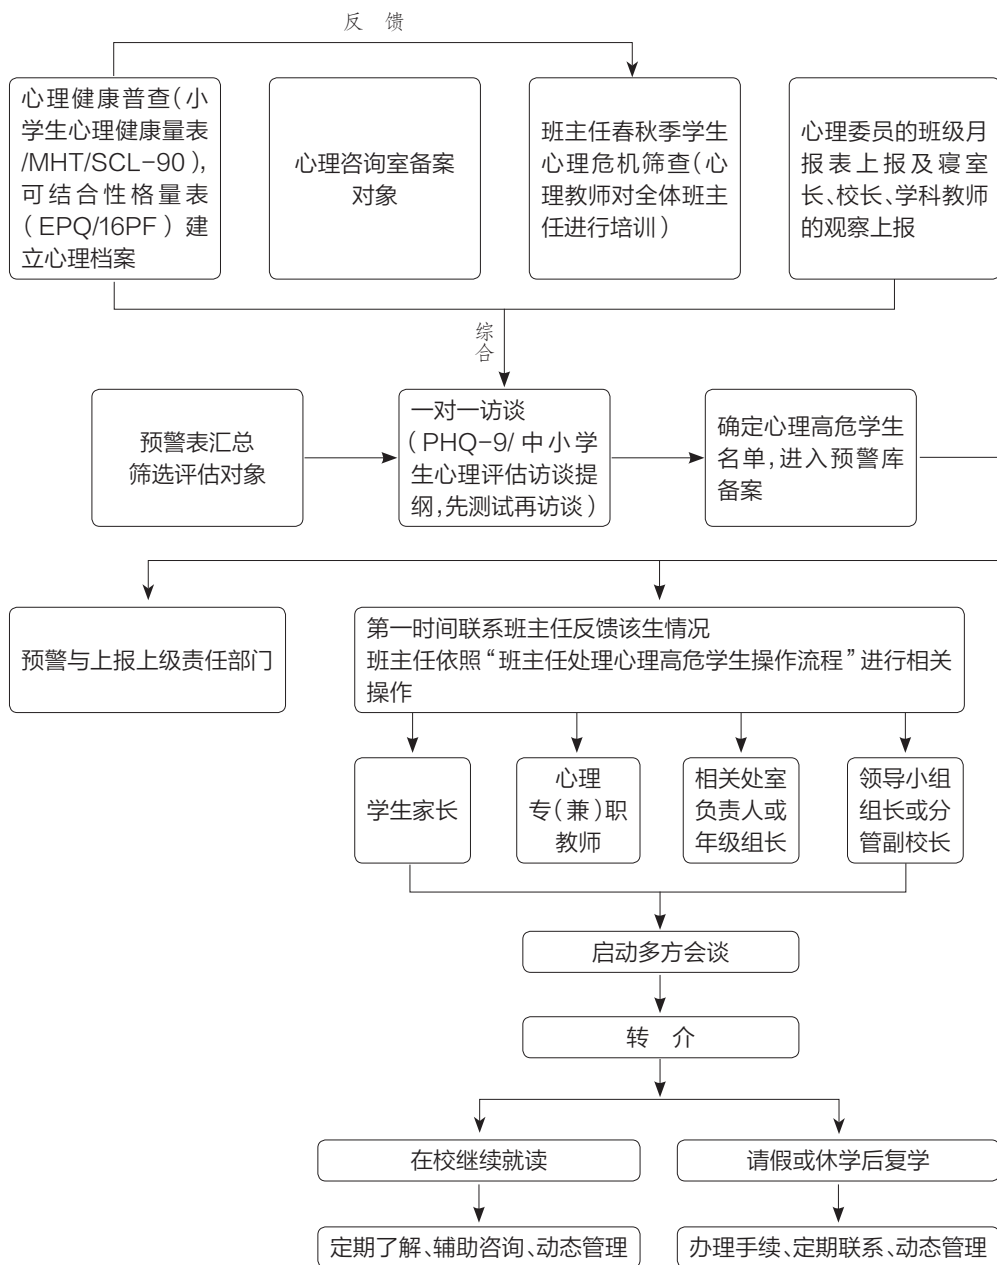 反 馈
心理健康普查(小
学生心理健康量表
/MHT/SCL-90),
可结合性格量表
(EPQ/16PF) 建
立心理档案
心理咨询室备案
对象
班主任春秋季学生
心理危机筛查(心
理教师对全体班主
任进行培训)
心理委员的班级月
报表上报及寝室
长、校长、学科教师
的观察上报
综
合
预警表汇总
筛选评估对象
一对一访谈
(PHQ-9/中小学
生心理评估访谈提
纲,先测试再访谈)
确定心理高危学生
名单,进入预警库
备案
预警与上报上级责任部门
第一时间联系班主任反馈该生情况
班主任依照“班主任处理心理高危学生操作流程”进行相关
操作
学生家长
心理
专(兼)职
教师
相关处室
负责人或
年级组长
领导小组
组长或分
管副校长
启动多方会谈
转 介
在校继续就读
请假或休学后复学
定期了解、辅助咨询、动态管理
办理手续、定期联系、动态管理